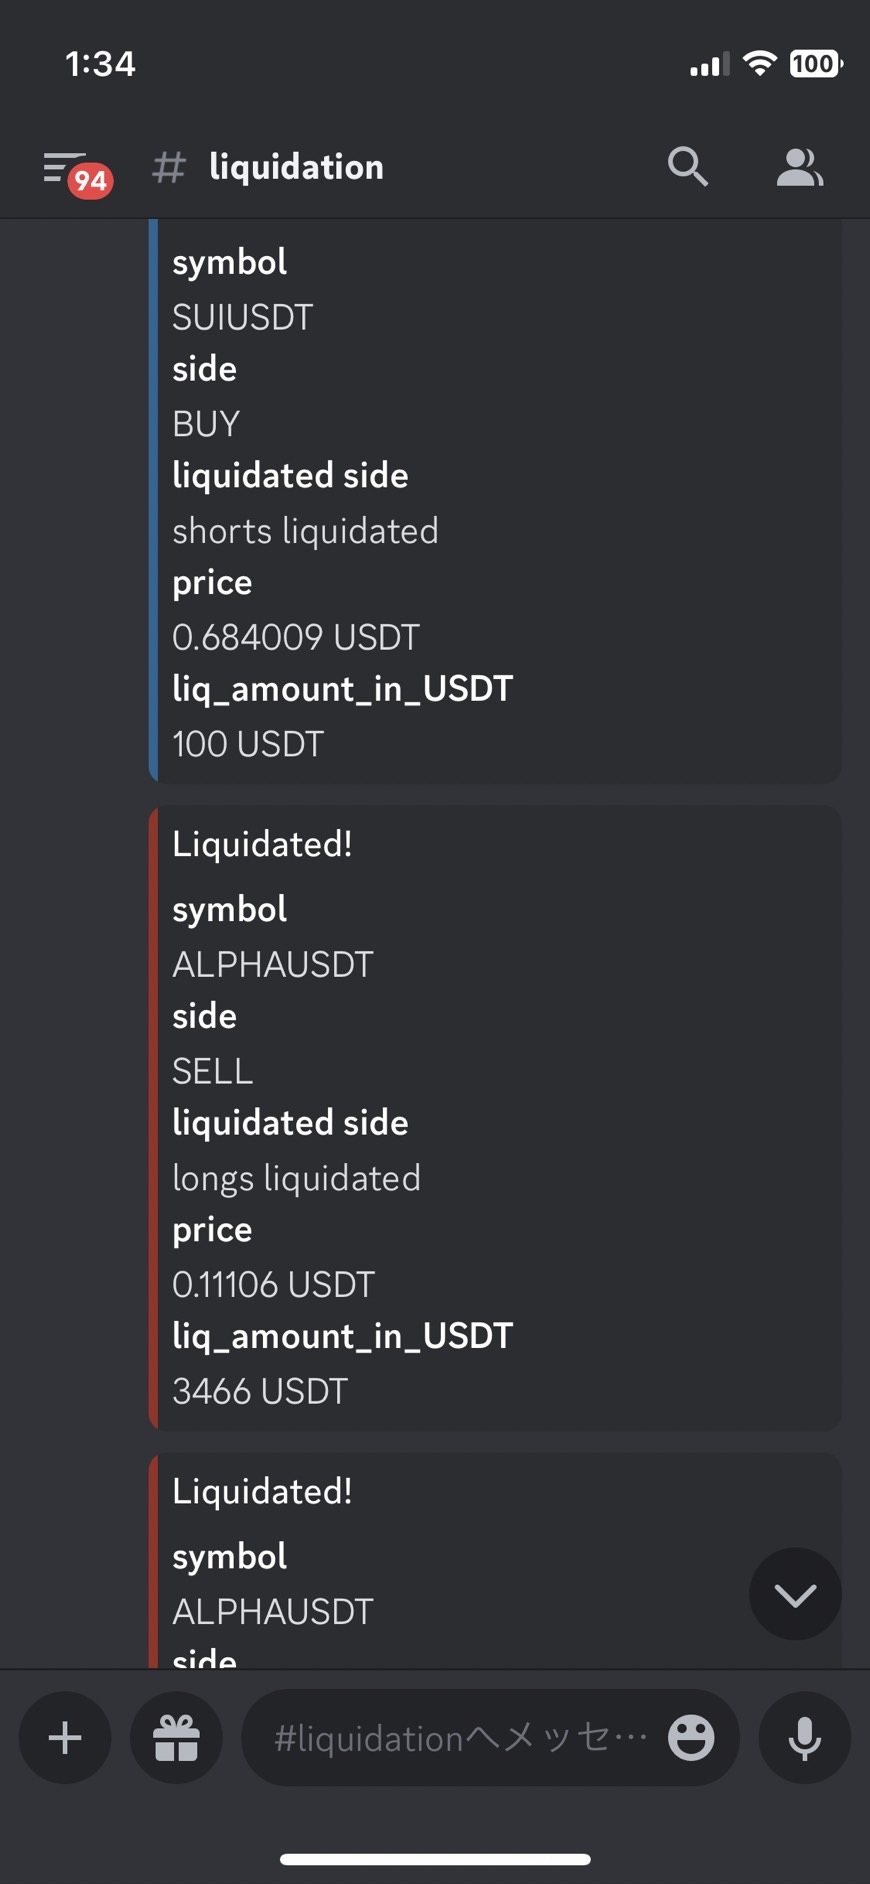 1:34
100
94
# liquidation
symbol
SUIUSDT
side
BUY
liquidated side
shorts liquidated
price
0.684009 USDT
liq_amount_in_USDT
100 USDT
Liquidated!
symbol
ALPHAUSDT
side
SELL
liquidated side
longs liquidated
price
0.11106 USDT
liq_amount_in_USDT
3466 USDT
Liquidated!
symbol
ALPHAUSDT
side
#liquidationへメッセ…